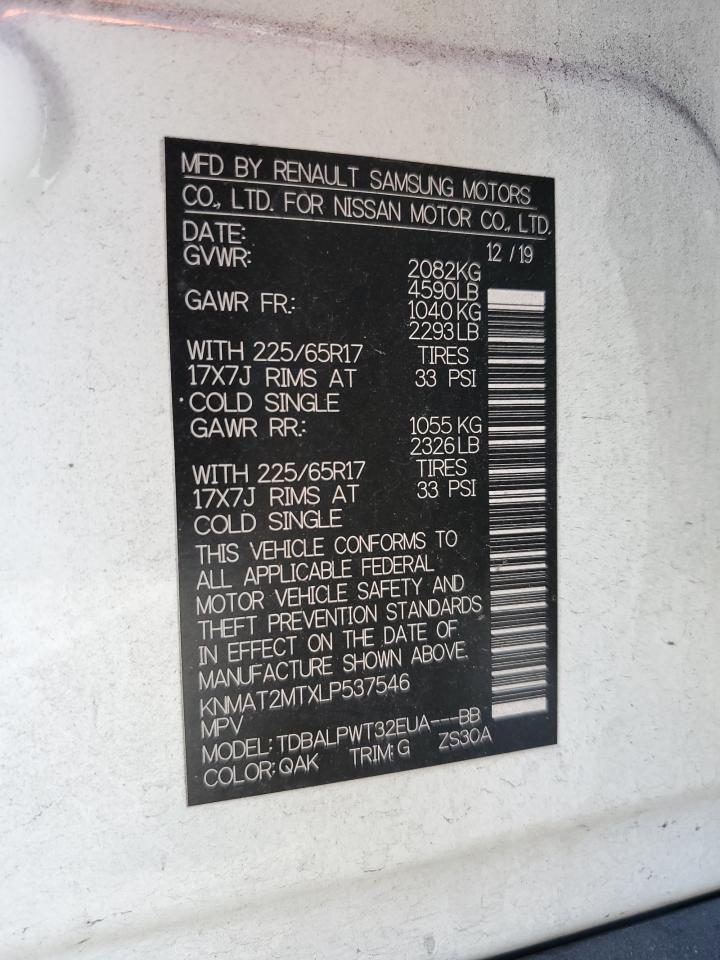 MFD BY RENAULT SAMSUNG MOTORS
CO., LTD. FOR NISSAN MOTOR CO., LTD.
DATE: 12 / 19
GVWR: 2082KG
4590LB
GAWR FR.: 1040 KG
2293 LB
WITH 225/65R17 TIRES
17X7J RIMS AT 33 PSI
COLD SINGLE
GAWR RR.: 1055 KG
2326 LB
WITH 225/65R17 TIRES
17X7J RIMS AT 33 PSI
COLD SINGLE
THIS VEHICLE CONFORMS TO
ALL APPLICABLE FEDERAL
MOTOR VEHICLE SAFETY AND
THEFT PREVENTION STANDARDS
IN EFFECT ON THE DATE OF
MANUFACTURE SHOWN ABOVE.
KNMAT2MTXLP537546
MPV
MODEL: TDBALPWT32EUA---BB
COLOR: QAK TRIM: G ZS30A